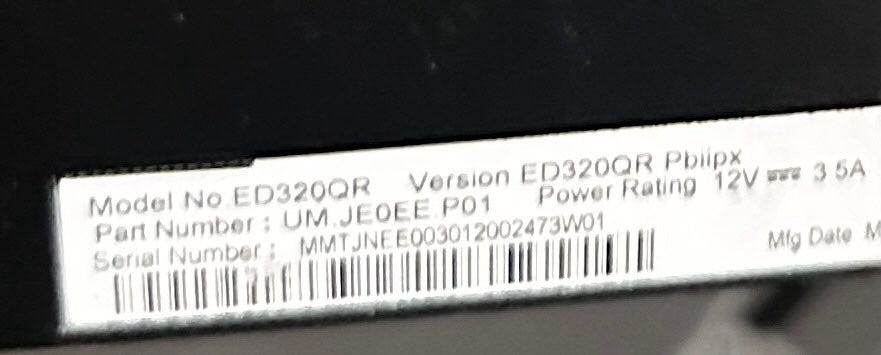 Model No ED320QR Version ED320QR Pbiipx
Part Number : UM.JE0EE.P01 Power Rating 12V ⎓ 3.5A
Serial Number : MMTJNEE003012002473W01
Mfg Date M